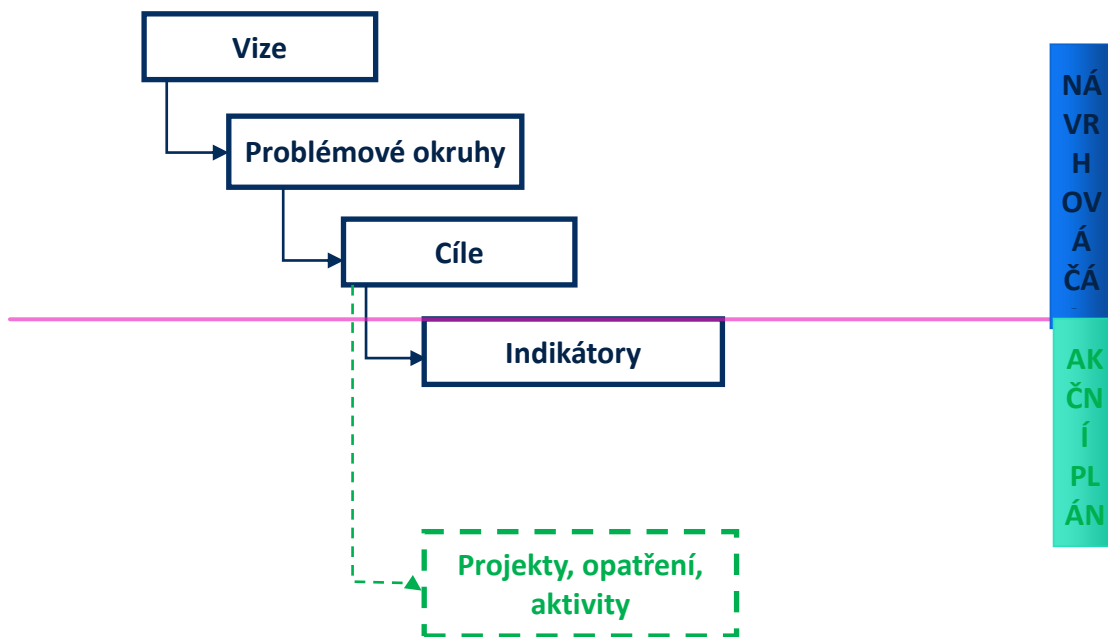 Vize
Problémové okruhy
Cíle
Indikátory
Projekty, opatření,
aktivity
NÁ
VR
H
OV
Á
ČÁ
AK
ČN
Í
PL
ÁN